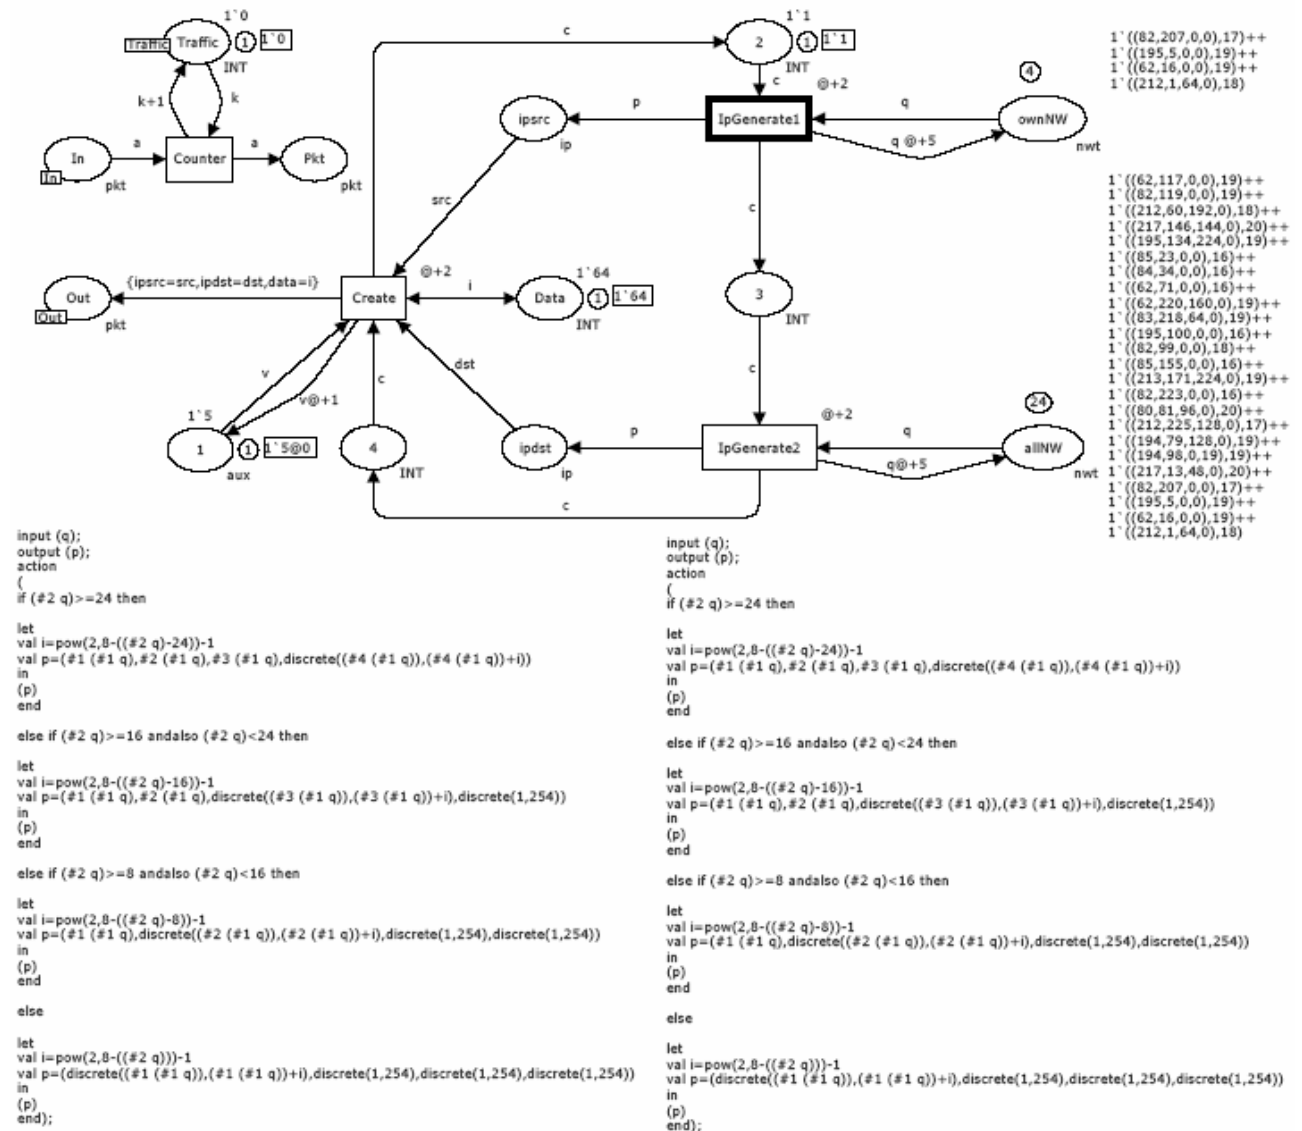 1`0
Traffic
Traffic
1
1`0
INT
k+1
k
In
In
pkt
a
Counter
a
Pkt
pkt
c
1`1
2
1
1`1
INT
c
@+2
ipsrc
ip
p
IpGenerate1
q
q @+5
4
ownNW
nwt
1`((82,207,0,0),17)++
1`((195,5,0,0),19)++
1`((62,16,0,0),19)++
1`((212,1,64,0),18)
src
c
{ipsrc=src,ipdst=dst,data=i}
Out
Out
pkt
Create
@+2
i
1`64
Data
1
1`64
INT
3
INT
v
v@+1
c
dst
c
1`5
1
1
1`5@0
aux
4
INT
ipdst
ip
p
IpGenerate2
@+2
q
q@+5
24
allNW
nwt
c
1`((62,117,0,0),19)++
1`((82,119,0,0),19)++
1`((212,60,192,0),18)++
1`((217,146,144,0),20)++
1`((195,134,224,0),19)++
1`((85,23,0,0),16)++
1`((84,34,0,0),16)++
1`((62,71,0,0),16)++
1`((62,220,160,0),19)++
1`((83,218,64,0),19)++
1`((195,100,0,0),16)++
1`((82,99,0,0),18)++
1`((85,155,0,0),16)++
1`((213,171,224,0),19)++
1`((82,223,0,0),16)++
1`((80,81,96,0),20)++
1`((212,225,128,0),17)++
1`((194,79,128,0),19)++
1`((194,98,0,19),19)++
1`((217,13,48,0),20)++
1`((82,207,0,0),17)++
1`((195,5,0,0),19)++
1`((62,16,0,0),19)++
1`((212,1,64,0),18)
input (q);
output (p);
action
(
if (#2 q)>=24 then
let
val i=pow(2,8-((#2 q)-24))-1
val p=(#1 (#1 q),#2 (#1 q),#3 (#1 q),discrete((#4 (#1 q)),(#4 (#1 q))+i))
in
(p)
end
else if (#2 q)>=16 andalso (#2 q)<24 then
let
val i=pow(2,8-((#2 q)-16))-1
val p=(#1 (#1 q),#2 (#1 q),discrete((#3 (#1 q)),(#3 (#1 q))+i),discrete(1,254))
in
(p)
end
else if (#2 q)>=8 andalso (#2 q)<16 then
let
val i=pow(2,8-((#2 q)-8))-1
val p=(#1 (#1 q),discrete((#2 (#1 q)),(#2 (#1 q))+i),discrete(1,254),discrete(1,254))
in
(p)
end
else
let
val i=pow(2,8-((#2 q)))-1
val p=(discrete((#1 (#1 q)),(#1 (#1 q))+i),discrete(1,254),discrete(1,254),discrete(1,254))
in
(p)
end);
input (q);
output (p);
action
(
if (#2 q)>=24 then
let
val i=pow(2,8-((#2 q)-24))-1
val p=(#1 (#1 q),#2 (#1 q),#3 (#1 q),discrete((#4 (#1 q)),(#4 (#1 q))+i))
in
(p)
end
else if (#2 q)>=16 andalso (#2 q)<24 then
let
val i=pow(2,8-((#2 q)-16))-1
val p=(#1 (#1 q),#2 (#1 q),discrete((#3 (#1 q)),(#3 (#1 q))+i),discrete(1,254))
in
(p)
end
else if (#2 q)>=8 andalso (#2 q)<16 then
let
val i=pow(2,8-((#2 q)-8))-1
val p=(#1 (#1 q),discrete((#2 (#1 q)),(#2 (#1 q))+i),discrete(1,254),discrete(1,254))
in
(p)
end
else
let
val i=pow(2,8-((#2 q)))-1
val p=(discrete((#1 (#1 q)),(#1 (#1 q))+i),discrete(1,254),discrete(1,254),discrete(1,254))
in
(p)
end);